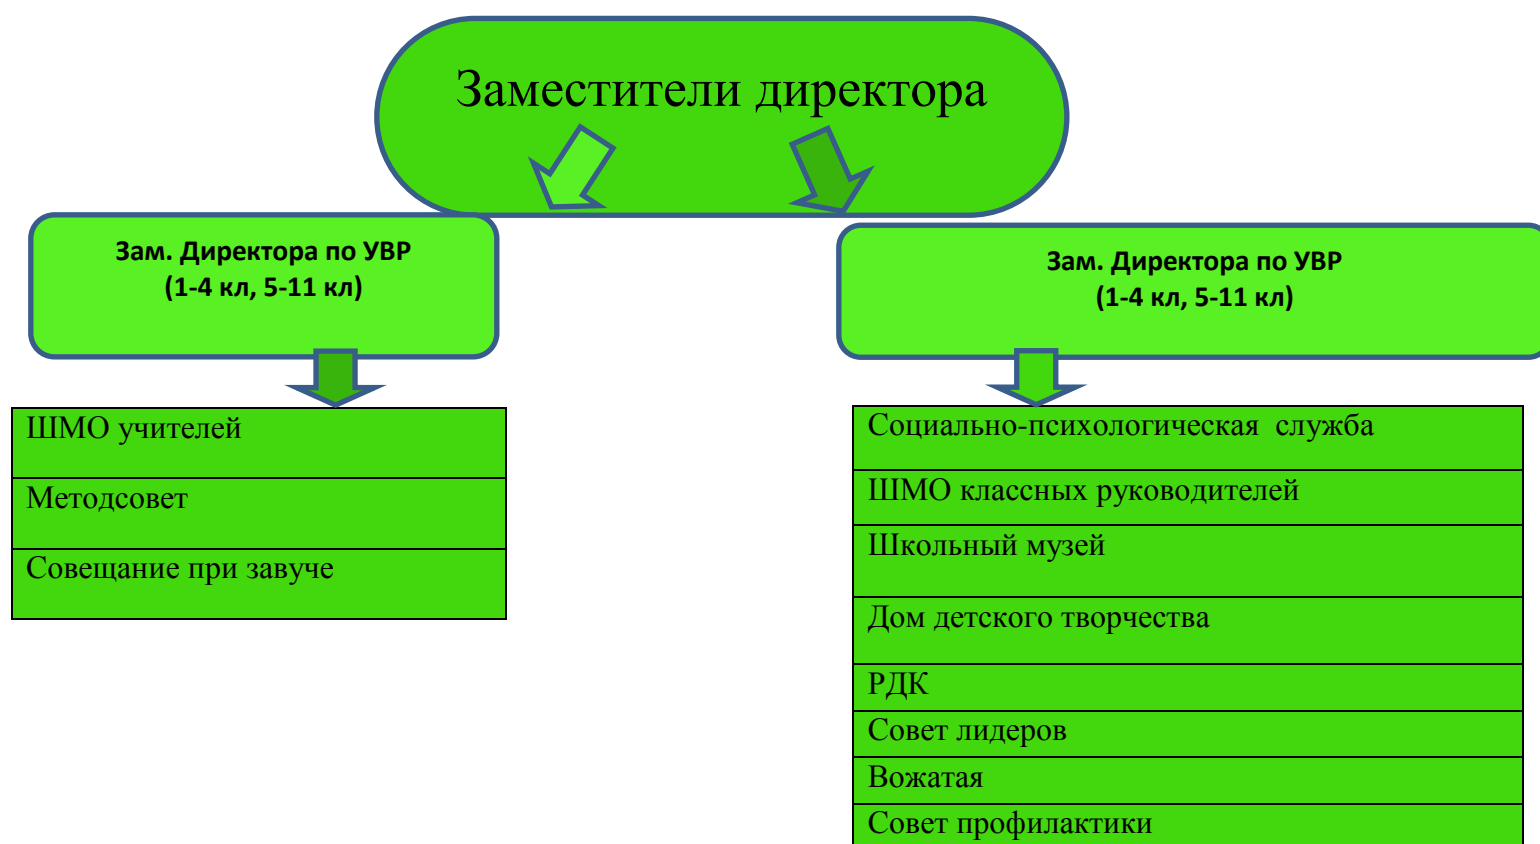 Заместители директора
Зам. Директора по УВР
(1-4 кл, 5-11 кл)
ШМО учителей
Методсовет
Совещание при завуче
Зам. Директора по УВР
(1-4 кл, 5-11 кл)
Социально-психологическая служба
ШМО классных руководителей
Школьный музей
Дом детского творчества
РДК
Совет лидеров
Вожатая
Совет профилактики